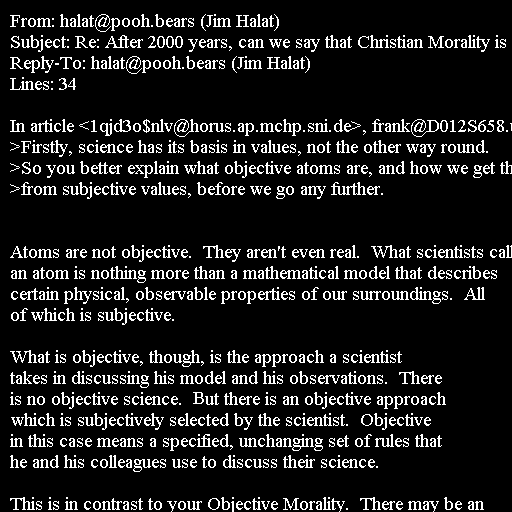 From: halat@pooh.bears (Jim Halat)
Subject: Re: After 2000 years, can we say that Christian Morality is
Reply-To: halat@pooh.bears (Jim Halat)
Lines: 34
In article <1qjd3o$nlv@horus.ap.mchp.sni.de>, frank@D012S658.
>Firstly, science has its basis in values, not the other way round.
>So you better explain what objective atoms are, and how we get
>from subjective values, before we go any further.
Atoms are not objective.  They aren't even real.  What scientists call
an atom is nothing more than a mathematical model that describes
certain physical, observable properties of our surroundings.  All
of which is subjective.
What is objective, though, is the approach a scientist
takes in discussing his model and his observations.  There
is no objective science.  But there is an objective approach
which is subjectively selected by the scientist.  Objective
in this case means a specified, unchanging set of rules that
he and his colleagues use to discuss their science.
This is in contrast to your Objective Morality.  There may be an